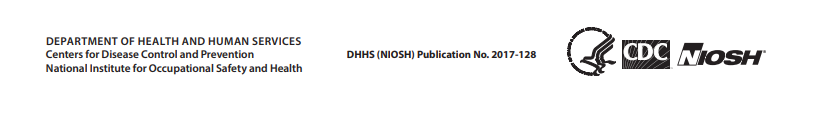 DEPARTMENT OF HEALTH AND HUMAN SERVICES
Centers for Disease Control and Prevention
National Institute for Occupational Safety and Health
DHHS (NIOSH) Publication No. 2017-128
CDC
NIOSH